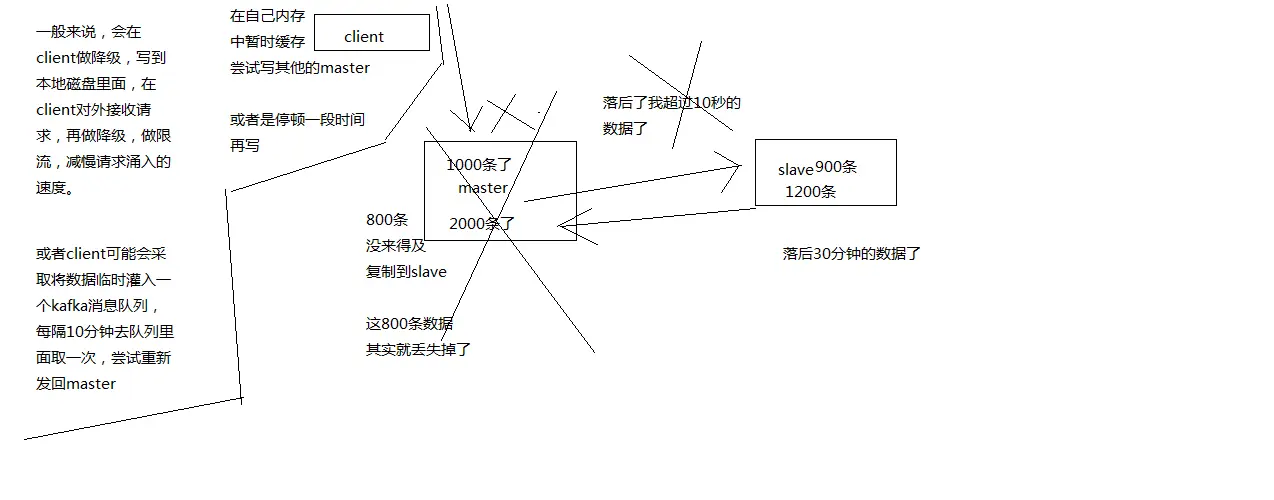 一般来说，会在
client做降级，写到
本地磁盘里面，在
client对外接收请
求，再做降级，做限
流，减慢请求涌入的
速度。
或者client可能会采
取将数据临时灌入一
个kafka消息队列，
每隔10分钟去队列里
面取一次，尝试重新
发回master
在自己内存
中暂时缓存
尝试写其他的master
或者是停顿一段时间
再写
client
1000条了
master
2000条了
800条
没来得及
复制到slave
这800条数据
其实就丢失掉了
落后了我超过10秒的
数据了
slave900条
1200条
落后30分钟的数据了